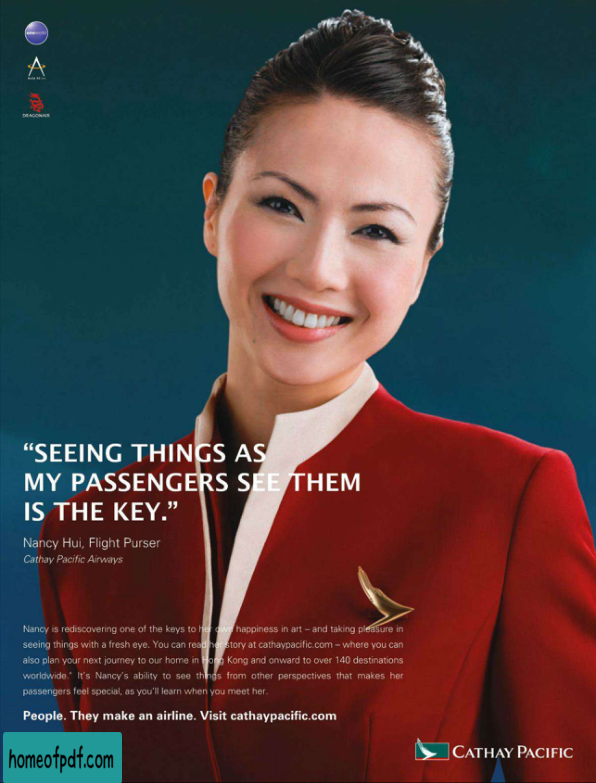 DRAGONAIR
“SEEING THINGS AS
MY PASSENGERS SEE THEM
IS THE KEY.”
Nancy Hui, Flight Purser
Cathay Pacific Airways
Nancy is rediscovering one of the keys to her own happiness in art – and taking pleasure in
seeing things with a fresh eye. You can read her story at cathaypacific.com – where you can
also plan your next journey to our home in Hong Kong and onward to over 140 destinations
worldwide.* It’s Nancy’s ability to see things from other perspectives that makes her
passengers feel special, as you’ll learn when you meet her.
People. They make an airline. Visit cathaypacific.com
CATHAY PACIFIC
homeofpdf.com